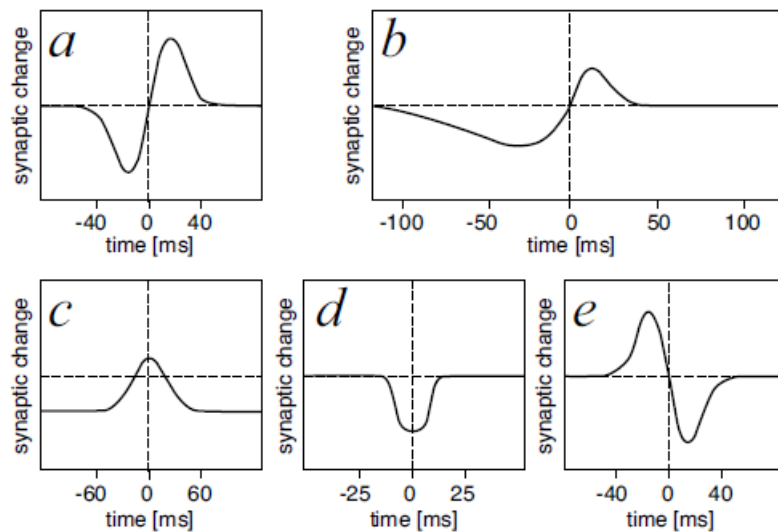 a
synaptic change
-40 0 40
time [ms]
b
synaptic change
-100 -50 0 50 100
time [ms]
c
synaptic change
-60 0 60
time [ms]
d
synaptic change
-25 0 25
time [ms]
e
synaptic change
-40 0 40
time [ms]